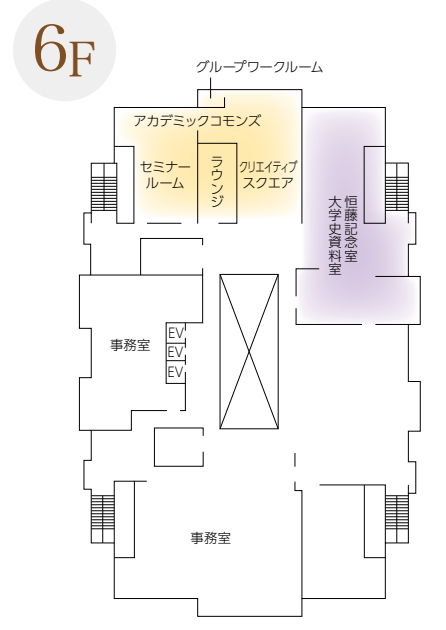 6F
グループワークルーム
アカデミックコモンズ
セミナー
ルーム
ラウンジ
クリエイティブ
スクエア
恒藤記念室
大学史資料室
事務室
EV
EV
EV
事務室